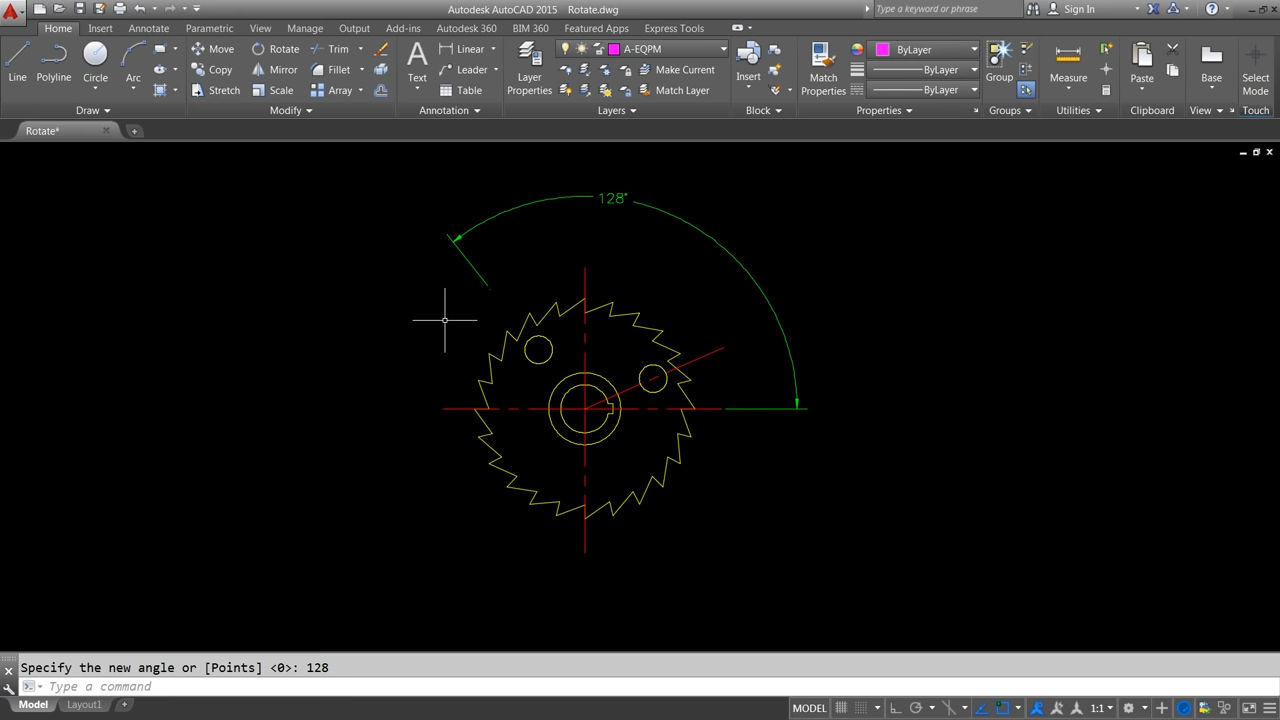 Autodesk AutoCAD 2015 Rotate.dwg
Type a keyword or phrase
Sign In
Home Insert Annotate Parametric View Manage Output Add-ins Autodesk 360 BIM 360 Featured Apps Express Tools
Line Polyline Circle Arc
Move Rotate Trim
Copy Mirror Fillet
Stretch Scale Array
Text
Linear
Leader
Table
Layer Properties
A-EQPM
Make Current
Match Layer
Insert
Match Properties
ByLayer
ByLayer
ByLayer
Group
Measure
Paste
Base
Select Mode
Draw Modify Annotation Layers Block Properties Groups Utilities Clipboard View Touch
Rotate*
128°
Specify the new angle or [Points] <0>: 128
Type a command
Model Layout1
MODEL 1:1